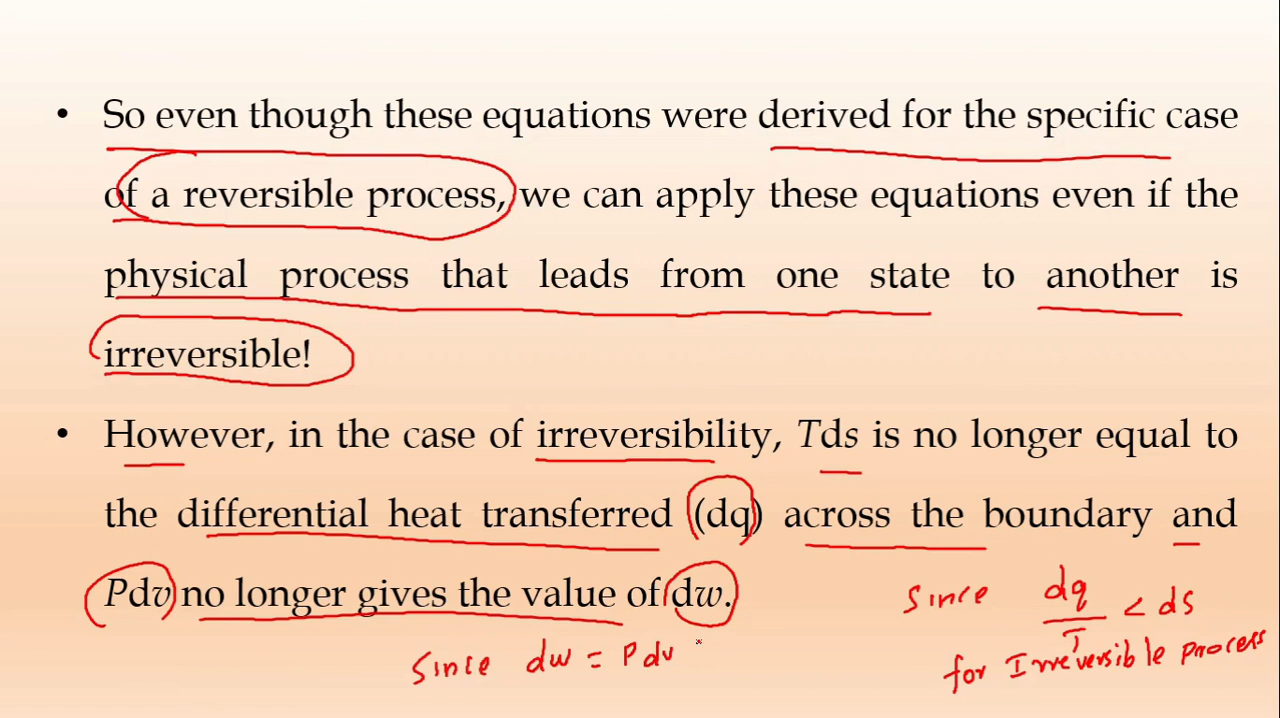 • So even though these equations were derived for the specific case
of a reversible process, we can apply these equations even if the
physical process that leads from one state to another is
irreversible!
• However, in the case of irreversibility, Tds is no longer equal to
the differential heat transferred (dq) across the boundary and
Pdv no longer gives the value of dw.
Since dq/T < ds
for Irreversible Process
Since dw = Pdv